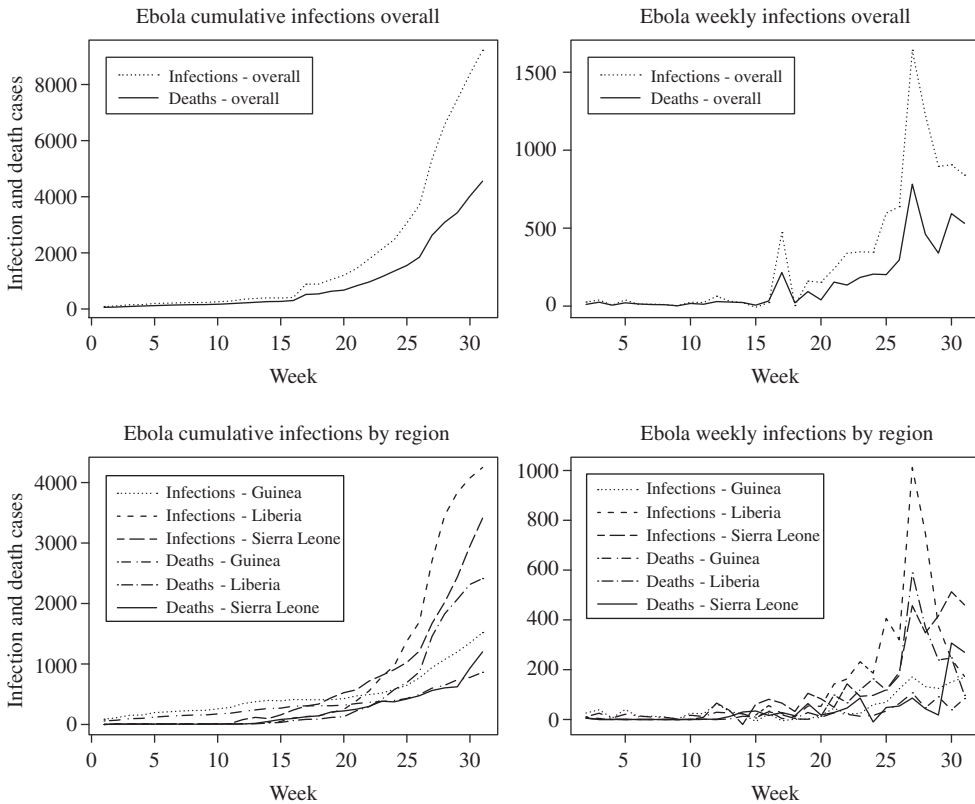 Ebola cumulative infections overall
Infection and death cases
8000
6000
4000
2000
0
Infections - overall
Deaths - overall
0 5 10 15 20 25 30
Week
Ebola weekly infections overall
1500
1000
500
0
Infections - overall
Deaths - overall
5 10 15 20 25 30
Week
Ebola cumulative infections by region
Infection and death cases
4000
3000
2000
1000
0
Infections - Guinea
Infections - Liberia
Infections - Sierra Leone
Deaths - Guinea
Deaths - Liberia
Deaths - Sierra Leone
0 5 10 15 20 25 30
Week
Ebola weekly infections by region
1000
800
600
400
200
0
Infections - Guinea
Infections - Liberia
Infections - Sierra Leone
Deaths - Guinea
Deaths - Liberia
Deaths - Sierra Leone
5 10 15 20 25 30
Week